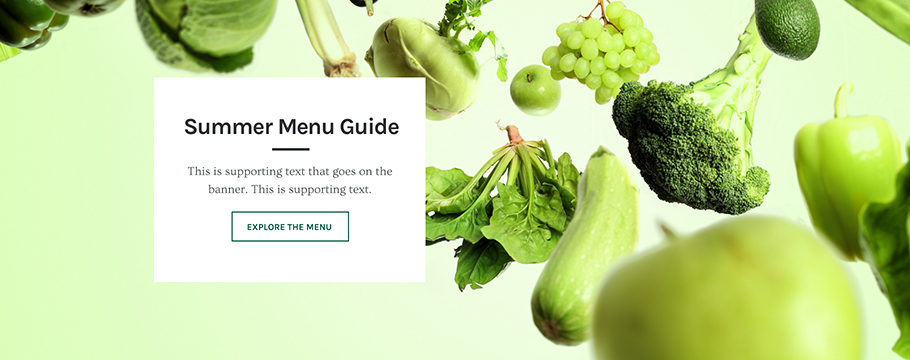 Summer Menu Guide
This is supporting text that goes on the
banner. This is supporting text.
EXPLORE THE MENU